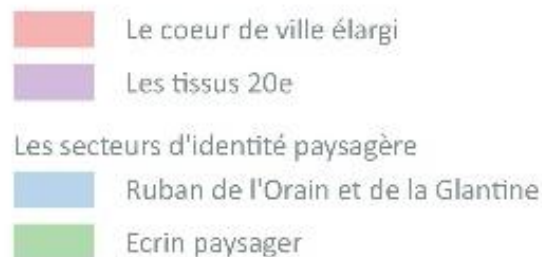 Le coeur de ville élargi
Les tissus 20e
Les secteurs d'identité paysagère
Ruban de l'Orain et de la Glantine
Ecrin paysager